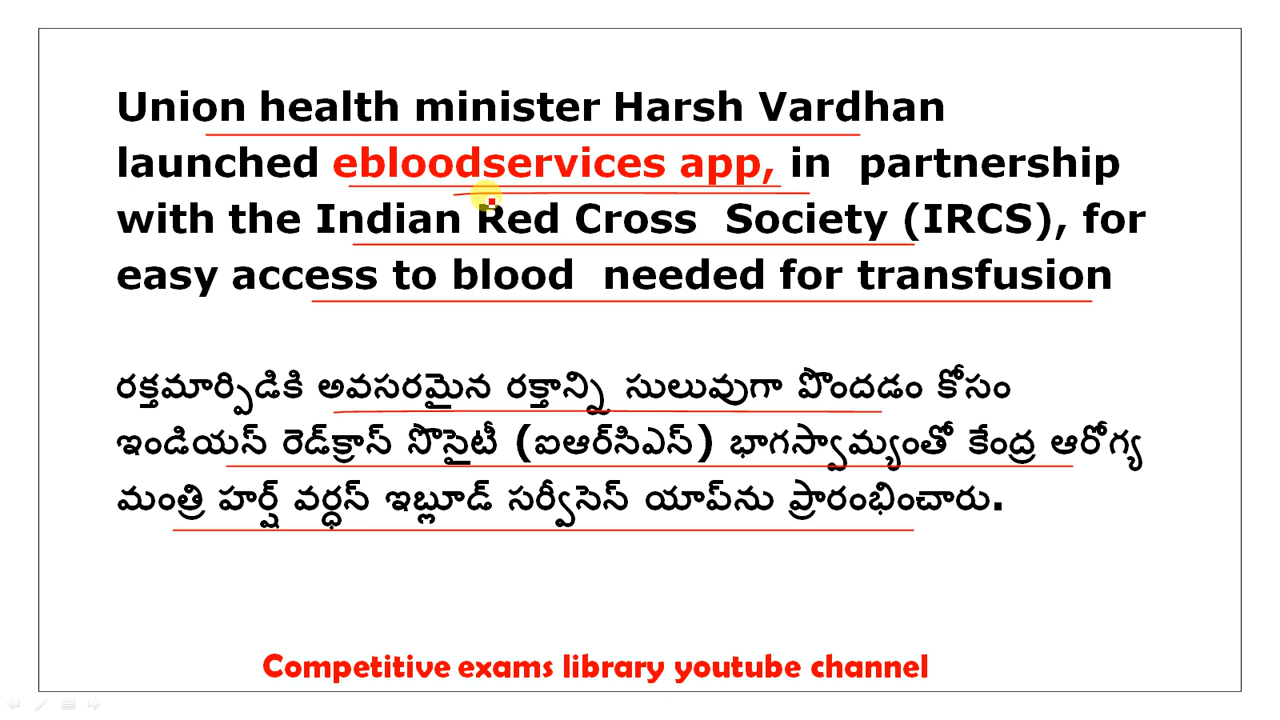 Union health minister Harsh Vardhan
launched ebloodservices app, in partnership
with the Indian Red Cross Society (IRCS), for
easy access to blood needed for transfusion
రక్తమార్పిడికి అవసరమైన రక్తాన్ని సులువుగా పొందడం కోసం
ఇండియస్ రెడ్‌క్రాస్ సొసైటీ (ఐఆర్‌సిఎస్) భాగస్వామ్యంతో కేంద్ర ఆరోగ్య
మంత్రి హర్ష్ వర్ధస్ ఇబ్లూడ్ సర్వీసెస్ యాప్‌ను ప్రారంభించారు.
Competitive exams library youtube channel